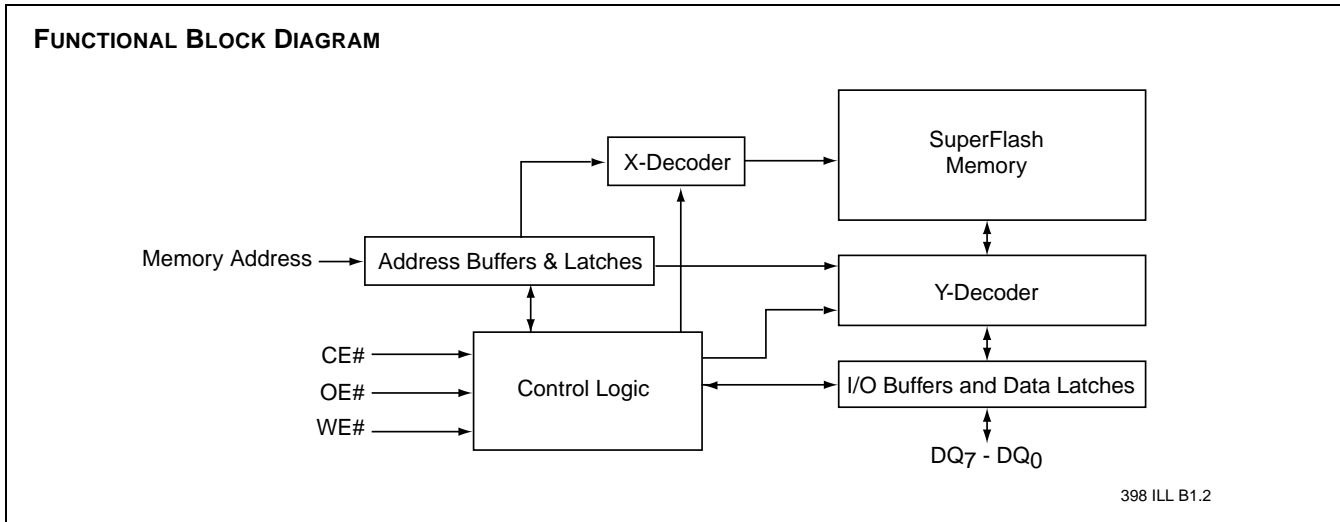 FUNCTIONAL BLOCK DIAGRAM
SuperFlash
Memory
X-Decoder
Memory Address
Address Buffers & Latches
Y-Decoder
CE#
OE#
WE#
Control Logic
I/O Buffers and Data Latches
DQ7 - DQ0
398 ILL B1.2